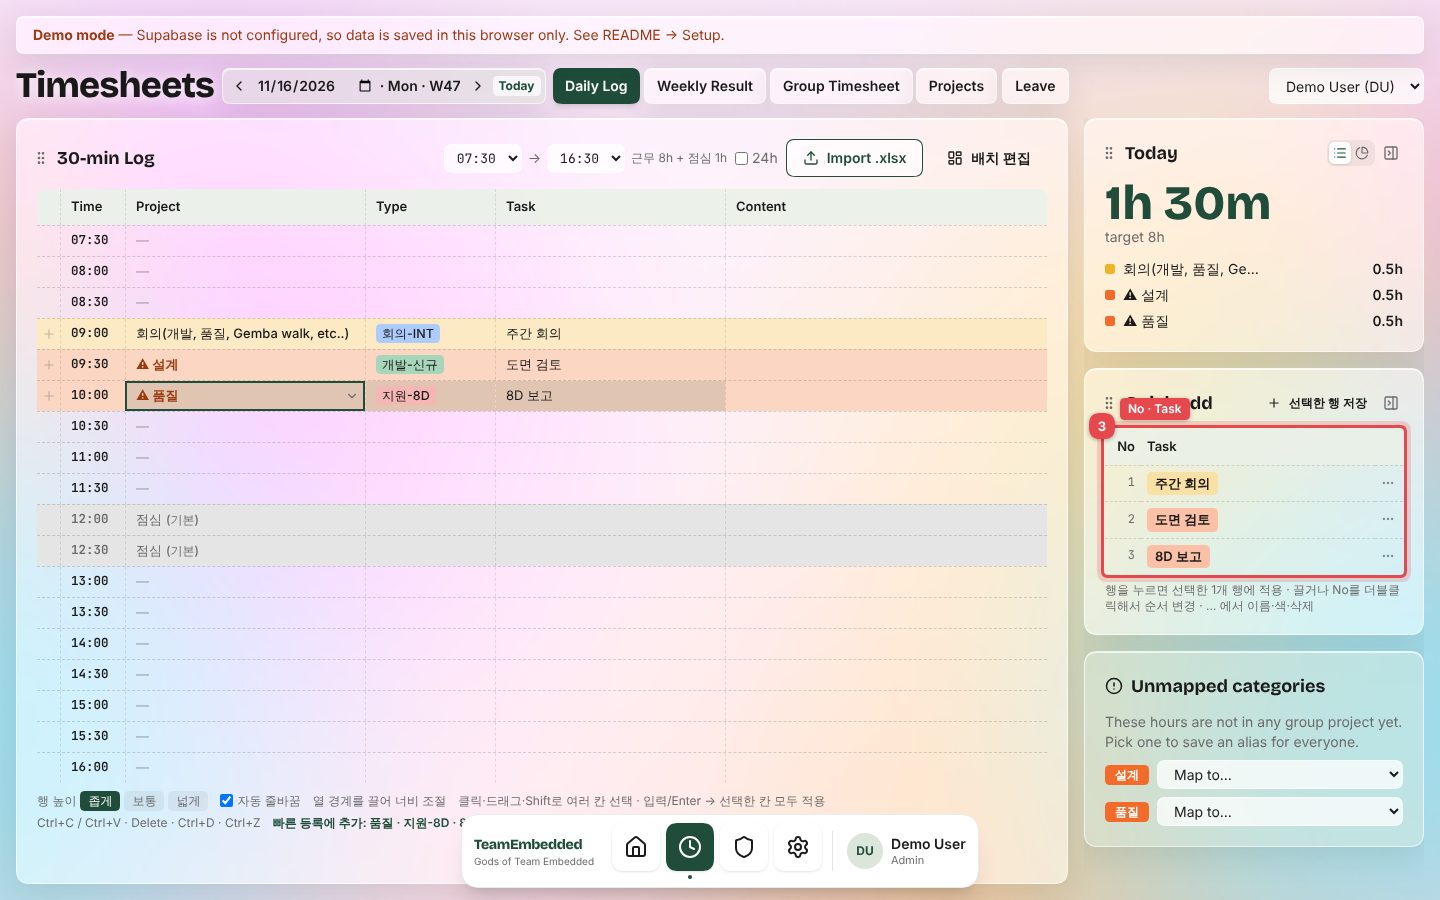 Demo mode — Supabase is not configured, so data is saved in this browser only. See README → Setup.
Timesheets
11/16/2026 · Mon · W47 Today
Daily Log
Weekly Result
Group Timesheet
Projects
Leave
Demo User (DU)
30-min Log
07:30 → 16:30 근무 8h + 점심 1h 24h
Import .xlsx
배치 편집
Time Project Type Task Content
07:30 —
08:00 —
08:30 —
+ 09:00 회의(개발, 품질, Gemba walk, etc..) 회의-INT 주간 회의
+ 09:30 설계 개발-신규 도면 검토
+ 10:00 품질 지원-8D 8D 보고
10:30 —
11:00 —
11:30 —
12:00 점심 (기본)
12:30 점심 (기본)
13:00 —
13:30 —
14:00 —
14:30 —
15:00 —
15:30 —
16:00 —
행 높이 좁게 보통 넓게 자동 줄바꿈 열 경계를 끌어 너비 조절 클릭·드래그·Shift로 여러 칸 선택 · 입력/Enter → 선택한 칸 모두 적용
Ctrl+C / Ctrl+V · Delete · Ctrl+D · Ctrl+Z 빠른 등록에 추가: 품질 · 지원-8D ·
Today
1h 30m
target 8h
회의(개발, 품질, Ge... 0.5h
설계 0.5h
품질 0.5h
+ 선택한 행 저장
No · Task
3
No Task
1 주간 회의 ...
2 도면 검토 ...
3 8D 보고 ...
행을 누르면 선택한 1개 행에 적용 · 끌거나 No를 더블클
릭해서 순서 변경 · ... 에서 이름·색·삭제
Unmapped categories
These hours are not in any group project yet.
Pick one to save an alias for everyone.
설계 Map to...
품질 Map to...
TeamEmbedded
Gods of Team Embedded
DU
Demo User
Admin